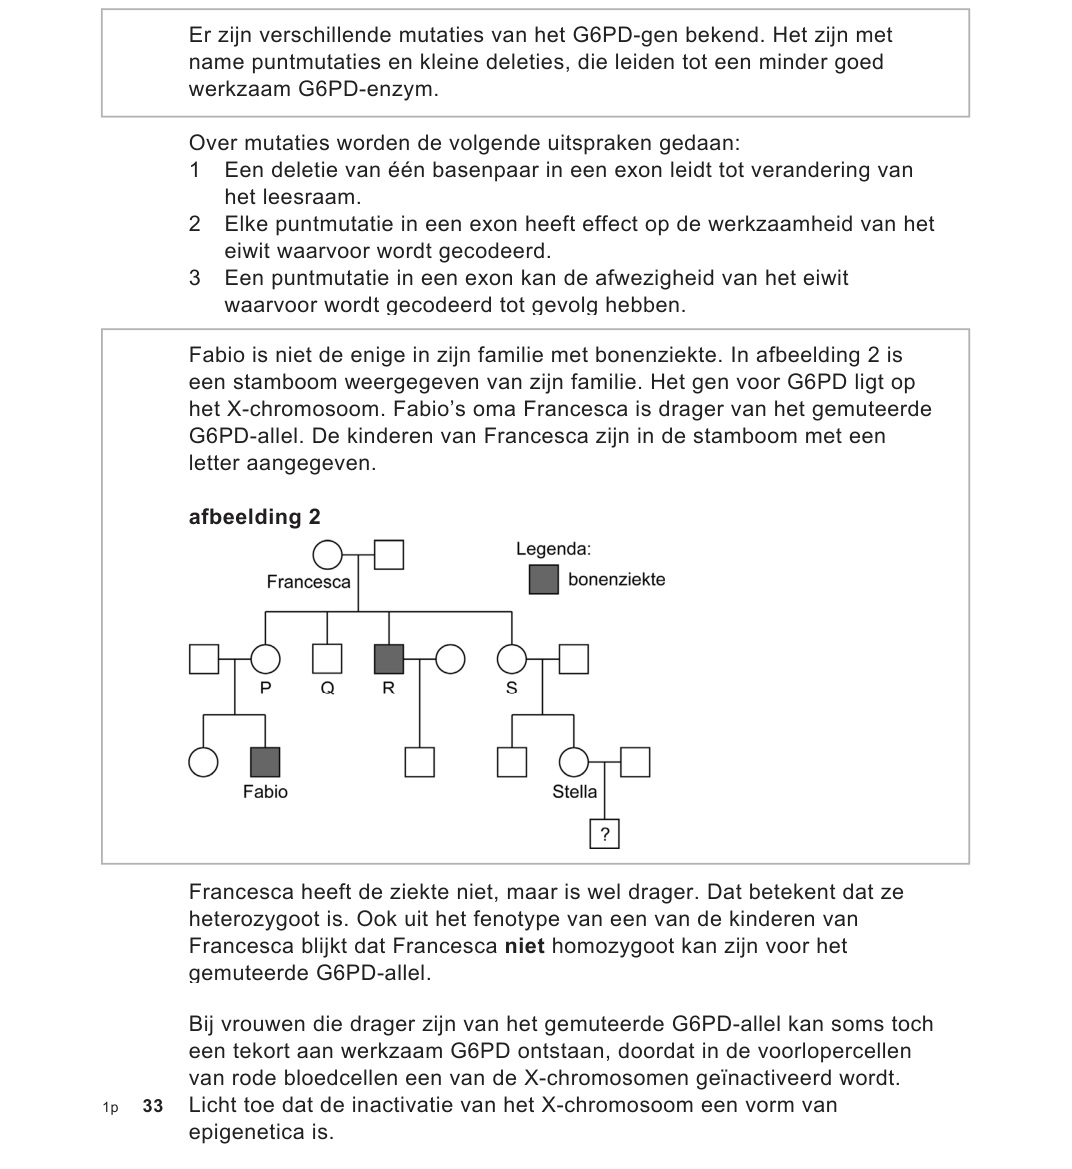 Er zijn verschillende mutaties van het G6PD-gen bekend. Het zijn met
name puntmutaties en kleine deleties, die leiden tot een minder goed
werkzaam G6PD-enzym.
Over mutaties worden de volgende uitspraken gedaan:
1 Een deletie van één basenpaar in een exon leidt tot verandering van
het leesraam.
2 Elke puntmutatie in een exon heeft effect op de werkzaamheid van het
eiwit waarvoor wordt gecodeerd.
3 Een puntmutatie in een exon kan de afwezigheid van het eiwit
waarvoor wordt gecodeerd tot gevolg hebben.
Fabio is niet de enige in zijn familie met bonenziekte. In afbeelding 2 is
een stamboom weergegeven van zijn familie. Het gen voor G6PD ligt op
het X-chromosoom. Fabio's oma Francesca is drager van het gemuteerde
G6PD-allel. De kinderen van Francesca zijn in de stamboom met een
letter aangegeven.
afbeelding 2
Legenda:
bonenziekte
Francesca
P Q R S
Fabio
Stella
?
Francesca heeft de ziekte niet, maar is wel drager. Dat betekent dat ze
heterozygoot is. Ook uit het fenotype van een van de kinderen van
Francesca blijkt dat Francesca niet homozygoot kan zijn voor het
gemuteerde G6PD-allel.
Bij vrouwen die drager zijn van het gemuteerde G6PD-allel kan soms toch
een tekort aan werkzaam G6PD ontstaan, doordat in de voorlopercellen
van rode bloedcellen een van de X-chromosomen geïnactiveerd wordt.
1p 33 Licht toe dat de inactivatie van het X-chromosoom een vorm van
epigenetica is.